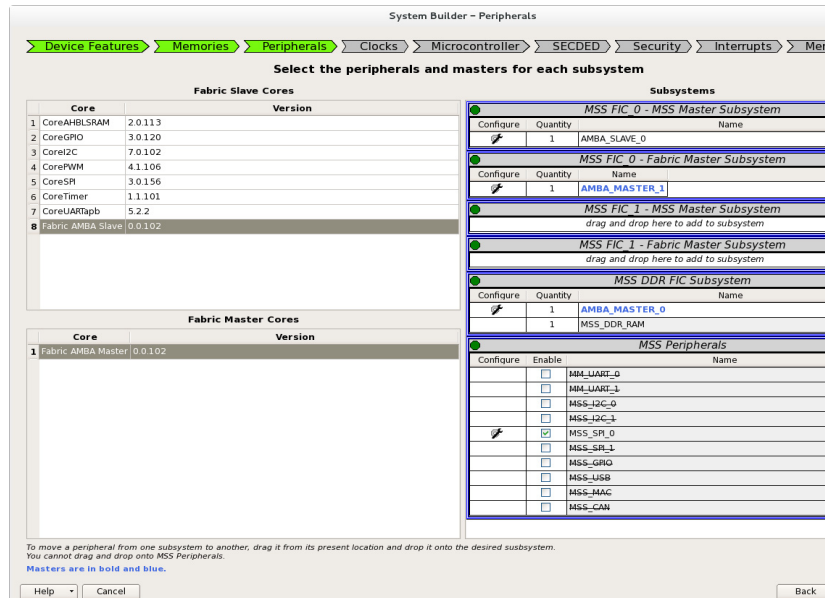 System Builder – Peripherals
Device Features Memories Peripherals Clocks Microcontroller SECDED Security Interrupts
Select the peripherals and masters for each subsystem
Fabric Slave Cores
Core Version
1 CoreAHBLSRAM 2.0.113
2 CoreGPIO 3.0.120
3 CoreI2C 7.0.102
4 CorePWM 4.1.106
5 CoreSPI 3.0.156
6 CoreTimer 1.1.101
7 CoreUARTapb 5.2.2
8 Fabric AMBA Slave 0.0.102
Fabric Master Cores
Core Version
1 Fabric AMBA Master 0.0.102
Subsystems
MSS FIC_0 - MSS Master Subsystem
Configure Quantity Name
1 AMBA_SLAVE_0
MSS FIC_0 - Fabric Master Subsystem
Configure Quantity Name
1 AMBA_MASTER_1
MSS FIC_1 - MSS Master Subsystem
drag and drop here to add to subsystem
MSS FIC_1 - Fabric Master Subsystem
drag and drop here to add to subsystem
MSS DDR FIC Subsystem
Configure Quantity Name
1 AMBA_MASTER_0
1 MSS_DDR_RAM
MSS Peripherals
Configure Enable Name
MM_UART_0
MM_UART_1
MSS_I2C_0
MSS_I2C_1
MSS_SPI_0
MSS_SPI_1
MSS_GPIO
MSS_USB
MSS_MAC
MSS_CAN
To move a peripheral from one subsystem to another, drag it from its present location and drop it onto the desired susbsystem.
You cannot drag and drop onto MSS Peripherals.
Masters are in bold and blue.
Help Cancel Back